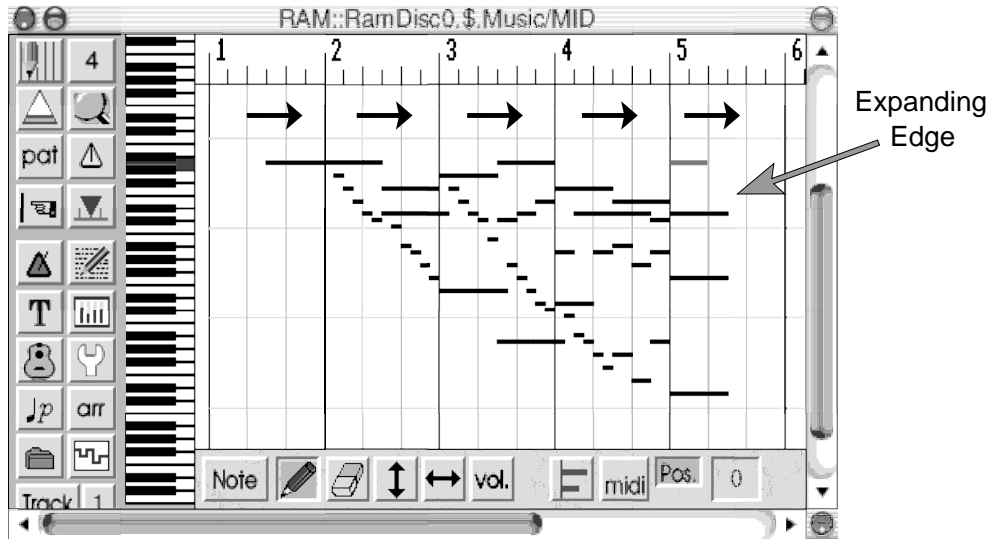 RAM::RamDisc0.$.Music/MID
4
1 2 3 4 5 6
Expanding
Edge
pat
T
p arr
Note vol. midi Pos. 0
Track 1